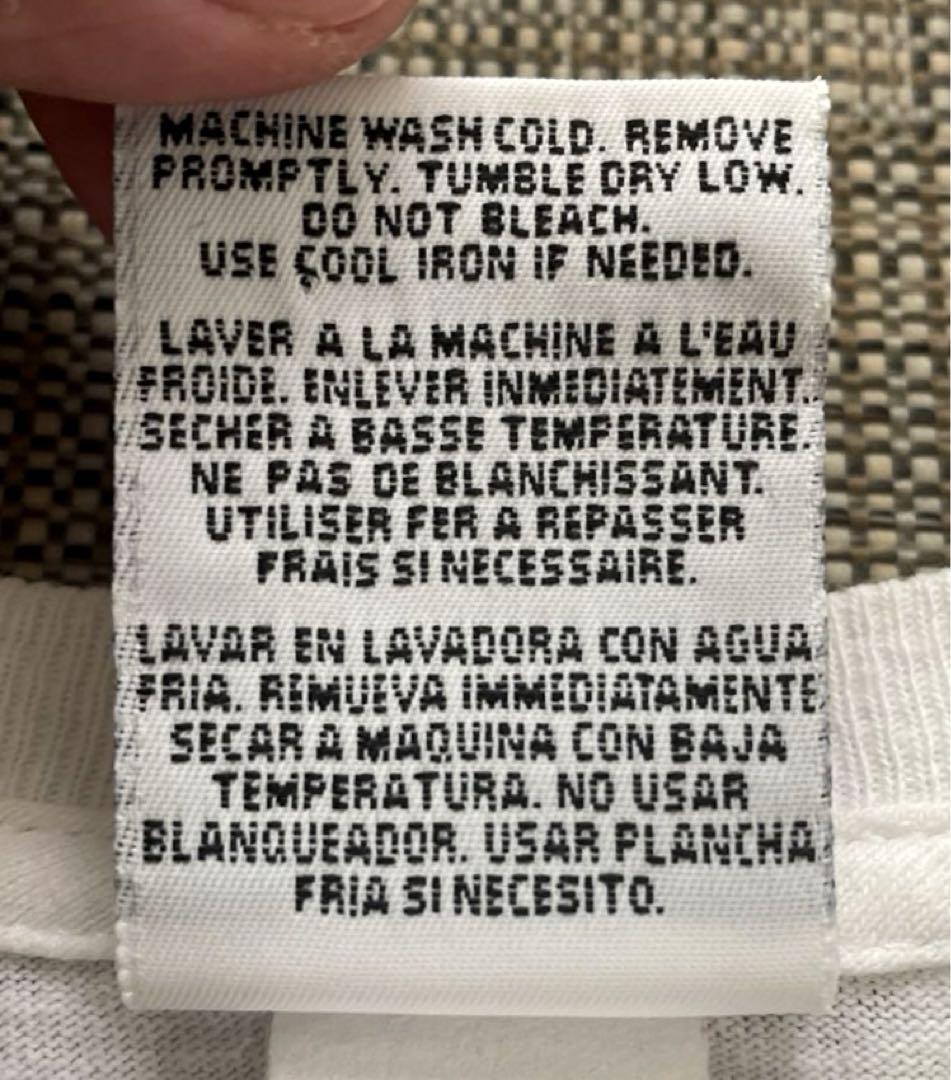 MACHINE WASH COLD. REMOVE
PROMPTLY. TUMBLE DRY LOW.
DO NOT BLEACH.
USE COOL IRON IF NEEDED.
LAVER A LA MACHINE A L'EAU
FROIDE. ENLEVER INMEDIATEMENT.
SECHER A BASSE TEMPERATURE.
NE PAS DE BLANCHISSANT.
UTILISER FER A REPASSER
FRAIS SI NECESSAIRE.
LAVAR EN LAVADORA CON AGUA
FRIA. REMUEVA IMMEDIATAMENTE
SECAR A MAQUINA CON BAJA
TEMPERATURA. NO USAR
BLANQUEADOR. USAR PLANCHA
FRIA SI NECESITO.